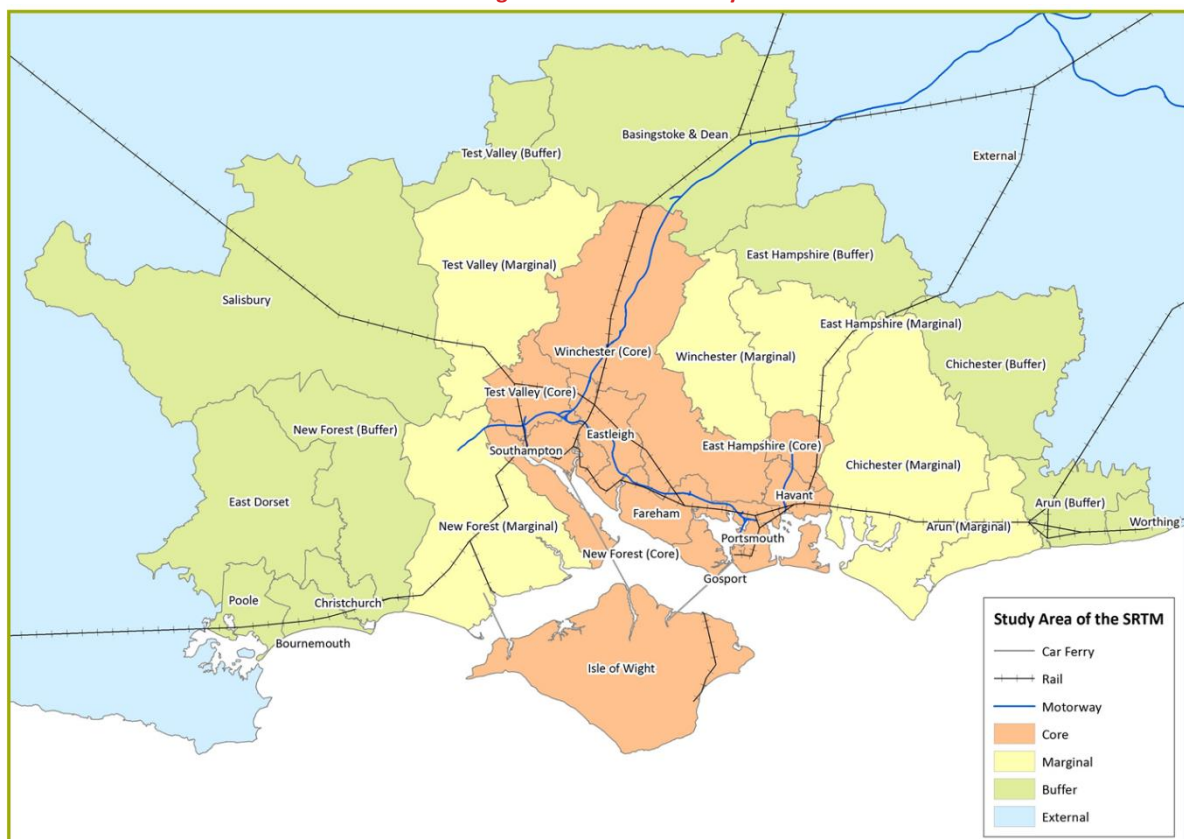 Basingstoke & Dean
Test Valley (Buffer)
External
East Hampshire (Buffer)
Test Valley (Marginal)
Salisbury
East Hampshire (Marginal)
Winchester (Core)
Winchester (Marginal)
Chichester (Buffer)
Test Valley (Core)
New Forest (Buffer)
Eastleigh
East Hampshire (Core)
Southampton
Chichester (Marginal)
Havant
East Dorset
Arun (Buffer)
Fareham
New Forest (Marginal)
Arun (Marginal)
Worthing
Portsmouth
New Forest (Core)
Gosport
Poole
Christchurch
Bournemouth
Isle of Wight
Study Area of the SRTM
Car Ferry
Rail
Motorway
Core
Marginal
Buffer
External